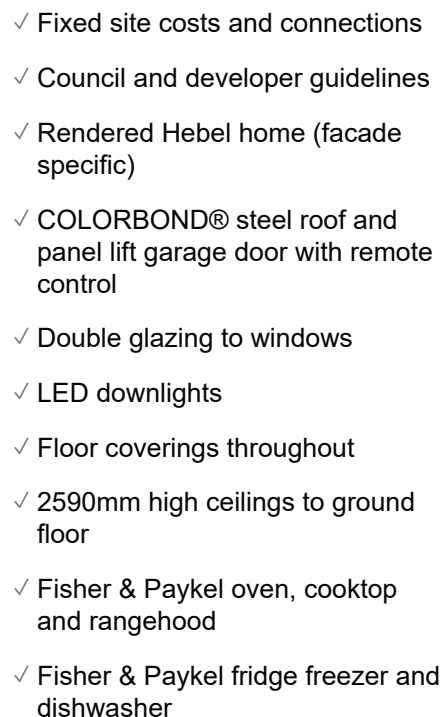 ✓ Fixed site costs and connections
✓ Council and developer guidelines
✓ Rendered Hebel home (facade
specific)
✓ COLORBOND® steel roof and
panel lift garage door with remote
control
✓ Double glazing to windows
✓ LED downlights
✓ Floor coverings throughout
✓ 2590mm high ceilings to ground
floor
✓ Fisher & Paykel oven, cooktop
and rangehood
✓ Fisher & Paykel fridge freezer and
dishwasher